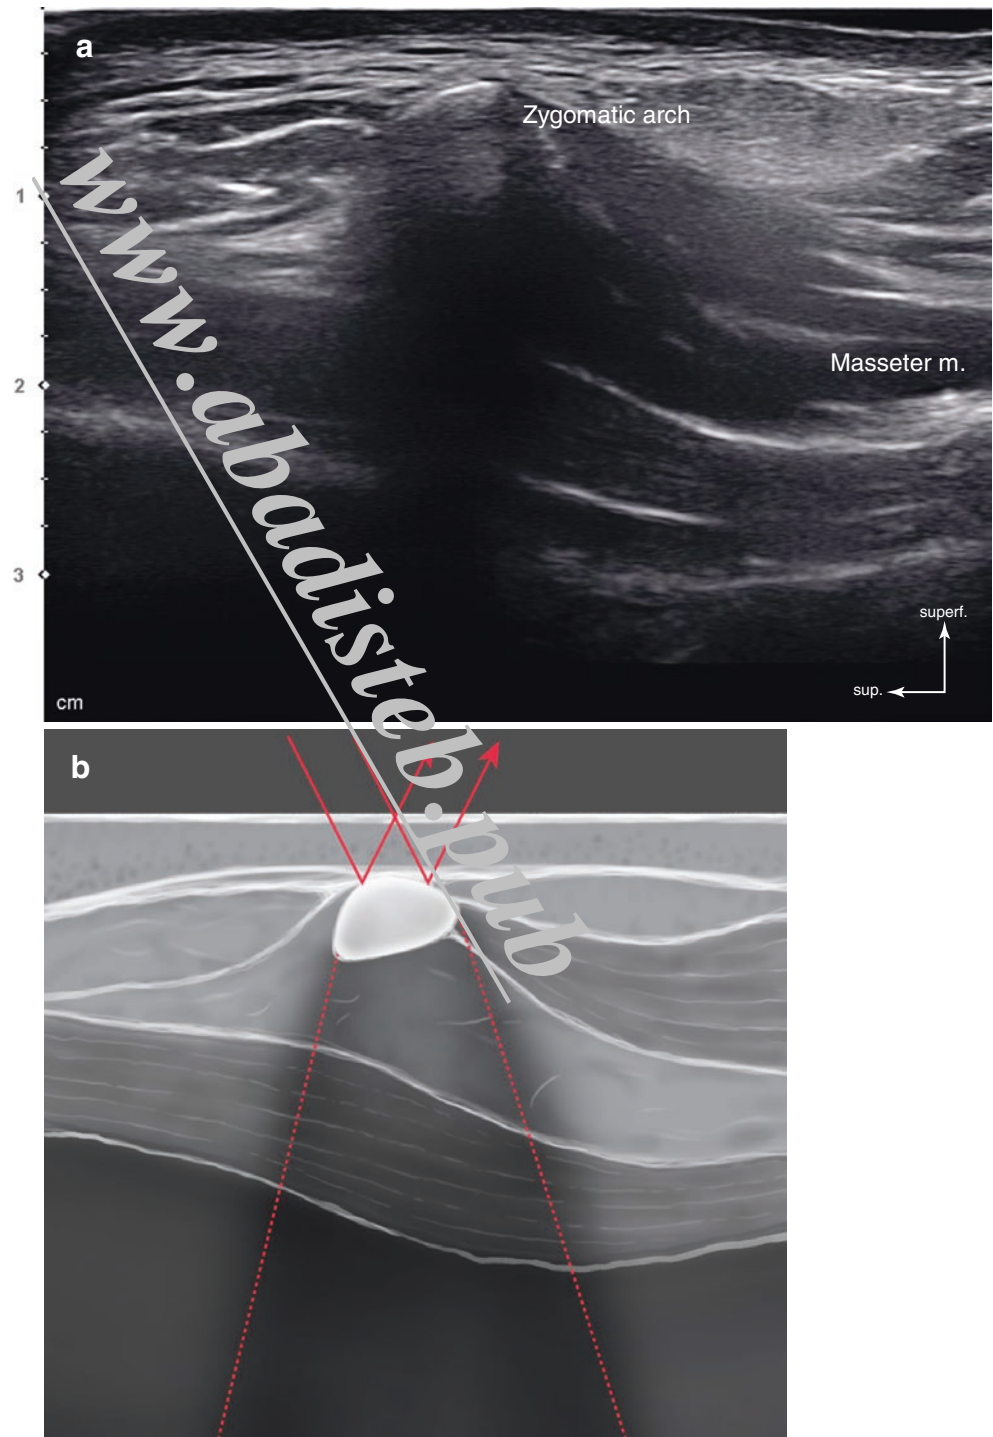 a
Zygomatic arch
1
2
Masseter m.
3
superf.
sup.
cm
www.abadisteb.pub
b